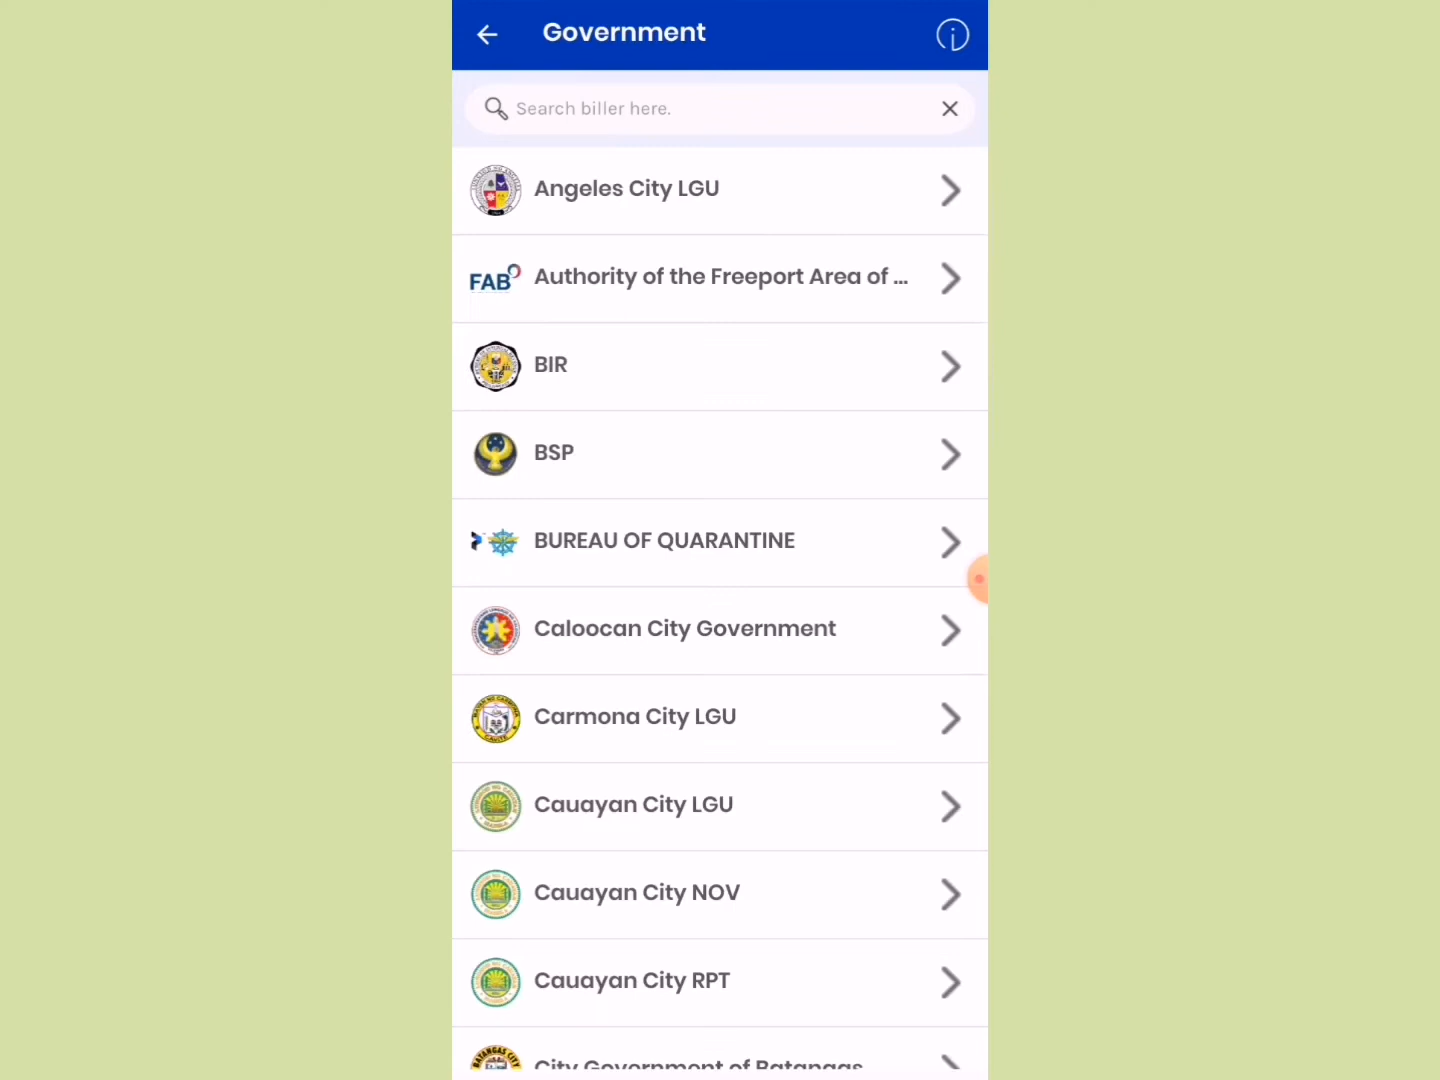 Government
Search biller here.
Angeles City LGU
FAB
Authority of the Freeport Area of ...
BIR
BSP
BUREAU OF QUARANTINE
Caloocan City Government
Carmona City LGU
Cauayan City LGU
Cauayan City NOV
Cauayan City RPT
BATANGAS CITY
City Government of Batangas